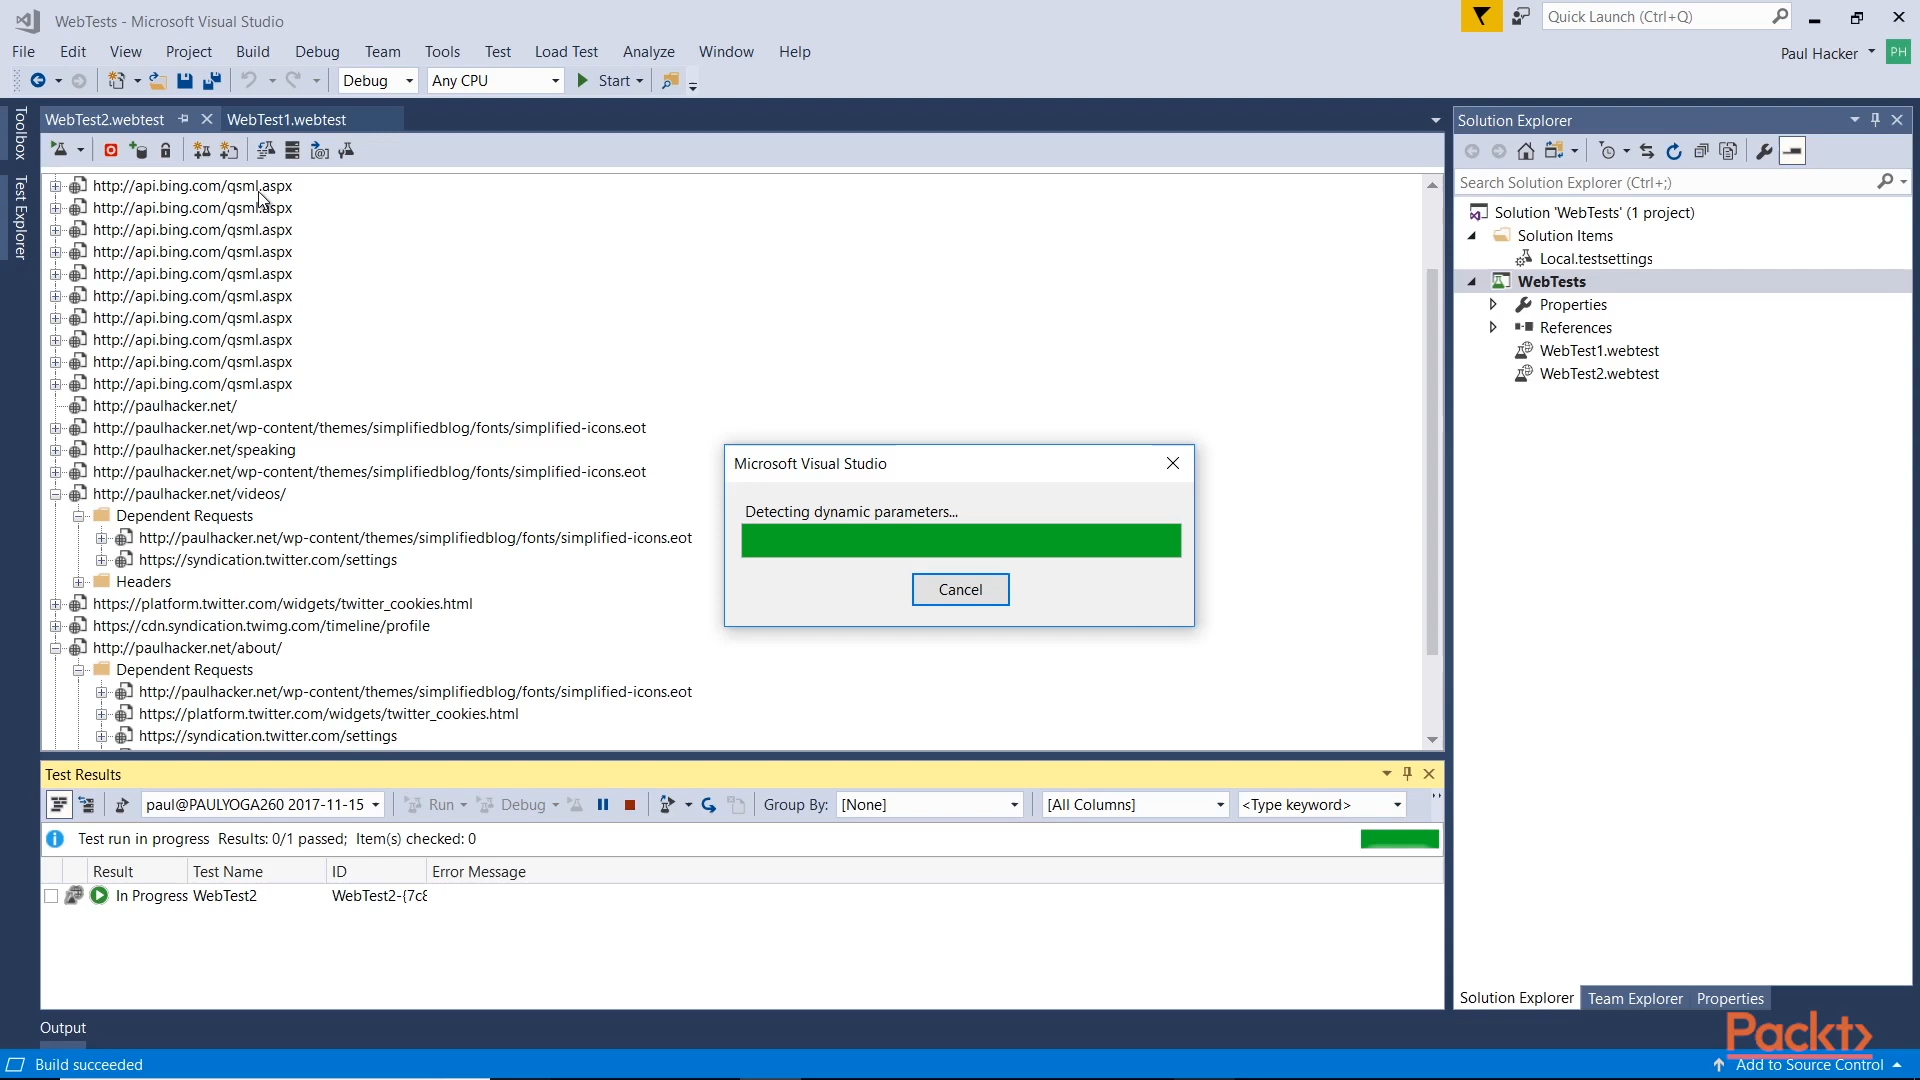 WebTests - Microsoft Visual Studio
Quick Launch (Ctrl+Q)
File Edit View Project Build Debug Team Tools Test Load Test Analyze Window Help
Paul Hacker PH
Debug Any CPU Start
Toolbox
Test Explorer
WebTest2.webtest WebTest1.webtest
http://api.bing.com/qsml.aspx
http://api.bing.com/qsml.aspx
http://api.bing.com/qsml.aspx
http://api.bing.com/qsml.aspx
http://api.bing.com/qsml.aspx
http://api.bing.com/qsml.aspx
http://api.bing.com/qsml.aspx
http://api.bing.com/qsml.aspx
http://api.bing.com/qsml.aspx
http://api.bing.com/qsml.aspx
http://paulhacker.net/
http://paulhacker.net/wp-content/themes/simplifiedblog/fonts/simplified-icons.eot
http://paulhacker.net/speaking
http://paulhacker.net/wp-content/themes/simplifiedblog/fonts/simplified-icons.eot
http://paulhacker.net/videos/
Dependent Requests
http://paulhacker.net/wp-content/themes/simplifiedblog/fonts/simplified-icons.eot
https://syndication.twitter.com/settings
Headers
https://platform.twitter.com/widgets/twitter_cookies.html
https://cdn.syndication.twimg.com/timeline/profile
http://paulhacker.net/about/
Dependent Requests
http://paulhacker.net/wp-content/themes/simplifiedblog/fonts/simplified-icons.eot
https://platform.twitter.com/widgets/twitter_cookies.html
https://syndication.twitter.com/settings
Microsoft Visual Studio
Detecting dynamic parameters...
Cancel
Solution Explorer
Search Solution Explorer (Ctrl+;)
Solution 'WebTests' (1 project)
Solution Items
Local.testsettings
WebTests
Properties
References
WebTest1.webtest
WebTest2.webtest
Test Results
paul@PAULYOGA260 2017-11-15 Run Debug Group By: [None] [All Columns] <Type keyword>
Test run in progress Results: 0/1 passed; Item(s) checked: 0
Result Test Name ID Error Message
In Progress WebTest2 WebTest2-{7c8
Solution Explorer Team Explorer Properties
Output
Packt>
Build succeeded
Add to Source Control